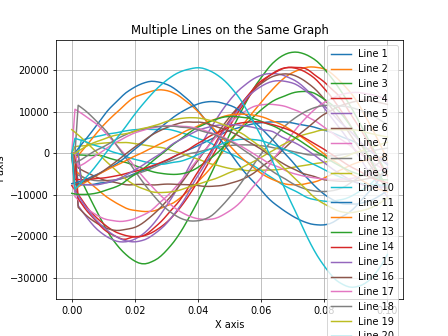 Multiple Lines on the Same Graph
20000
10000
0
−10000
−20000
−30000
0.00
0.02
0.04
0.06
X axis
Line 1
Line 2
Line 3
Line 4
Line 5
Line 6
Line 7
Line 8
Line 9
Line 10
Line 11
Line 12
Line 13
Line 14
Line 15
Line 16
Line 17
Line 18
Line 19
Line 20